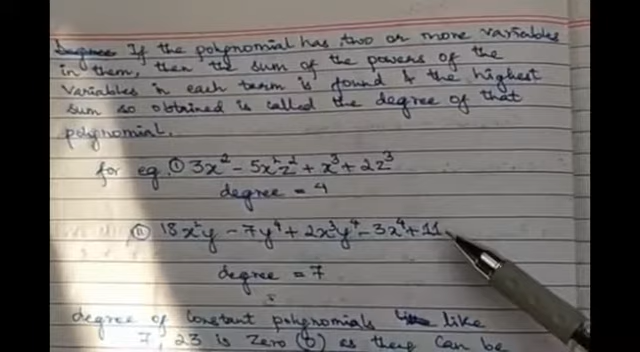 Degree If the polynomial has two or more variables
in them, then the sum of the powers of the
variables in each term is found & the highest
sum so obtained is called the degree of that
polynomial.
for eg. ① 3x² - 5x²z² + x³ + 2z³
degree = 4
② 18x²y - 7y⁴ + 2x³y⁴ - 3x⁴ + 11
degree = 7
degree of constant polynomials like
7, 23 is zero (0) as they can be